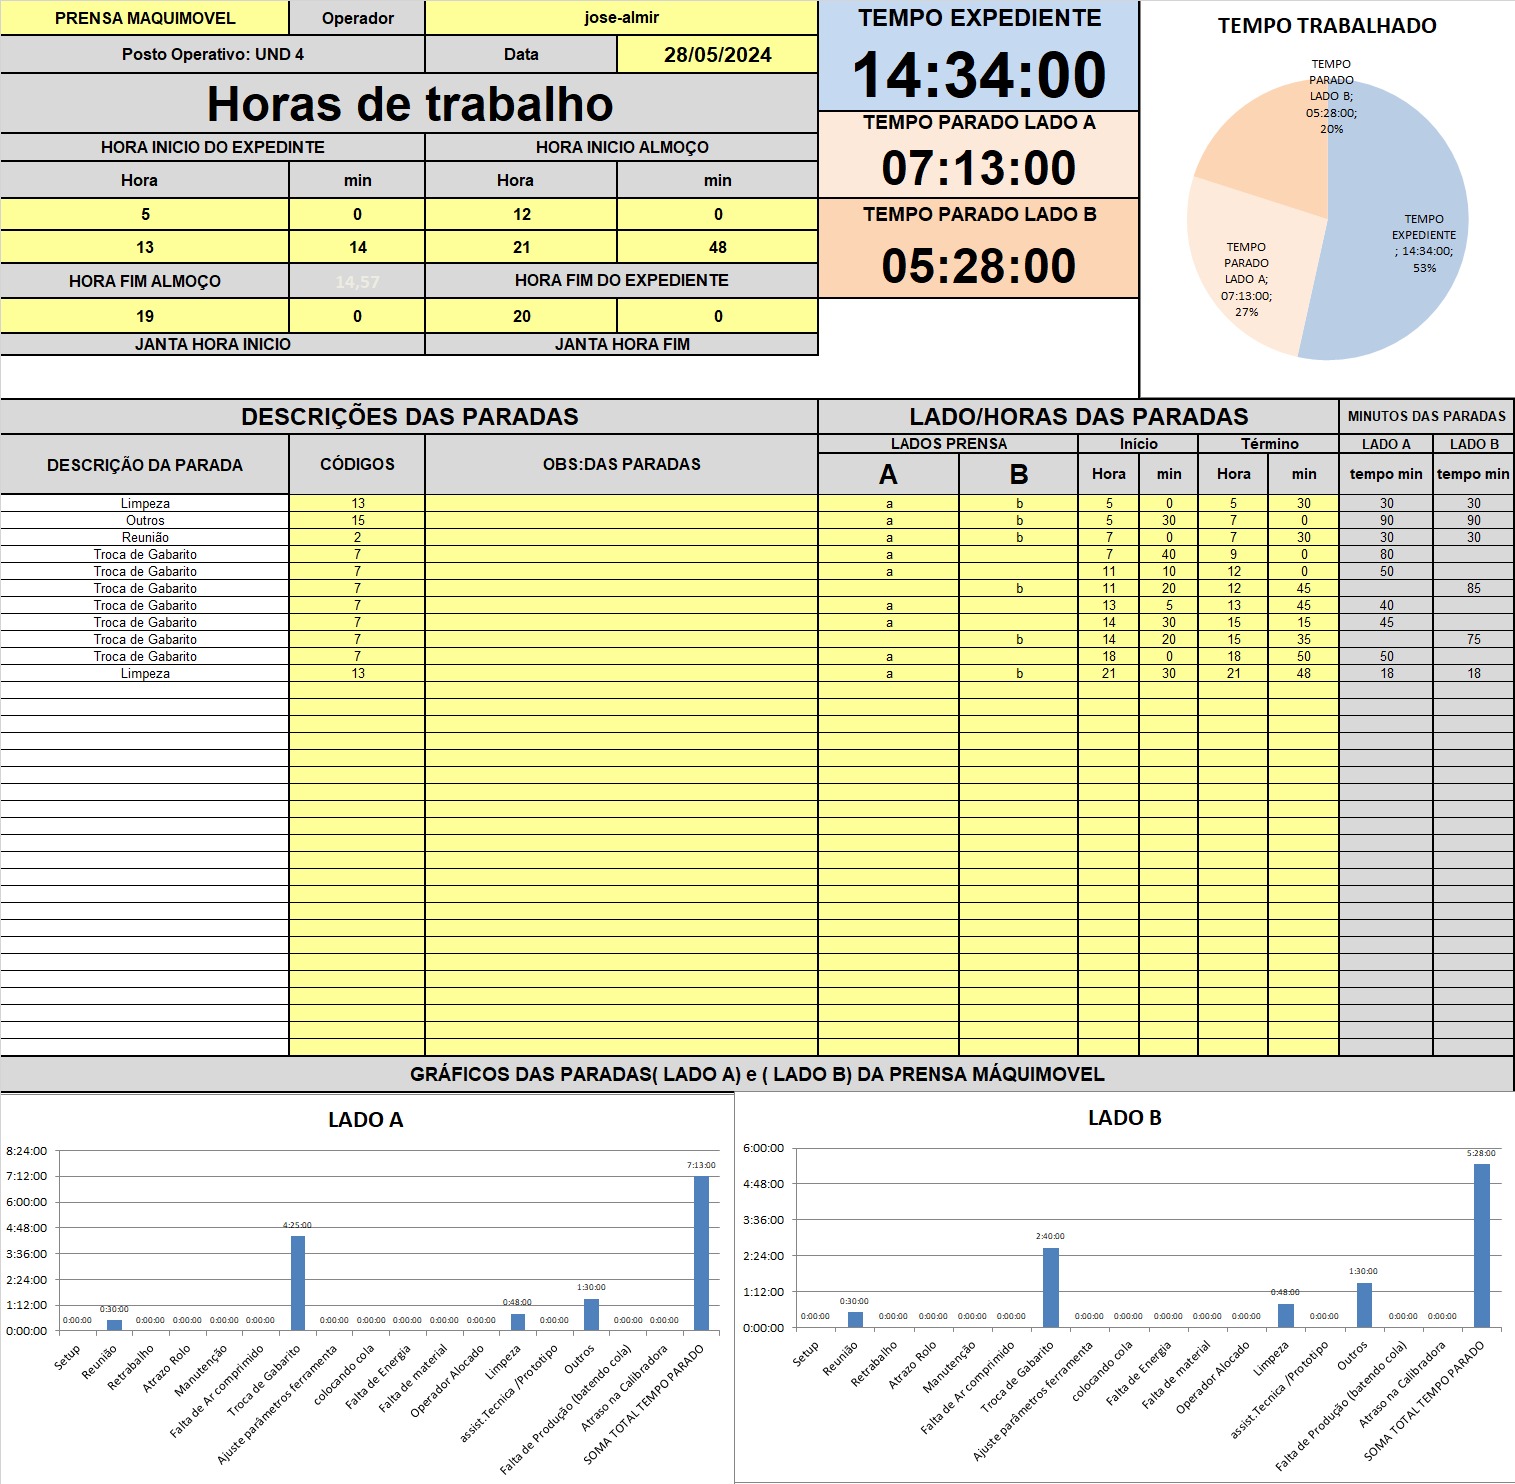 PRENSA MAQUIMOVEL Operador jose-almir
Posto Operativo: UND 4 Data 28/05/2024
Horas de trabalho
HORA INICIO DO EXPEDINTE HORA INICIO ALMOÇO
Hora min Hora min
5 0 12 0
13 14 21 48
HORA FIM ALMOÇO 14,57 HORA FIM DO EXPEDIENTE
19 0 20 0
JANTA HORA INICIO JANTA HORA FIM
TEMPO EXPEDIENTE
14:34:00
TEMPO PARADO LADO A
07:13:00
TEMPO PARADO LADO B
05:28:00
TEMPO TRABALHADO
TEMPO
PARADO
LADO B;
05:28:00;
20%
TEMPO
EXPEDIENTE
; 14:34:00;
53%
TEMPO
PARADO
LADO A;
07:13:00;
27%
DESCRIÇÕES DAS PARADAS LADO/HORAS DAS PARADAS MINUTOS DAS PARADAS
DESCRIÇÃO DA PARADA CÓDIGOS OBS:DAS PARADAS LADOS PRENSA Início Término LADO A LADO B
A B Hora min Hora min tempo min tempo min
Limpeza 13 a b 5 0 5 30 30 30
Outros 15 a b 5 30 7 0 90 90
Reunião 2 a b 7 0 7 30 30 30
Troca de Gabarito 7 a 7 40 9 0 80
Troca de Gabarito 7 a 11 10 12 0 50
Troca de Gabarito 7 b 11 20 12 45 85
Troca de Gabarito 7 a 13 5 13 45 40
Troca de Gabarito 7 a 14 30 15 15 45
Troca de Gabarito 7 b 14 20 15 35 75
Troca de Gabarito 7 a 18 0 18 50 50
Limpeza 13 a b 21 30 21 48 18 18
GRÁFICOS DAS PARADAS( LADO A) e ( LADO B) DA PRENSA MÁQUIMOVEL
LADO A
8:24:00
7:12:00
6:00:00
4:48:00
3:36:00
2:24:00
1:12:00
0:00:00
0:00:00 0:30:00 0:00:00 0:00:00 0:00:00 0:00:00 4:25:00 0:00:00 0:00:00 0:00:00 0:00:00 0:00:00 0:48:00 0:00:00 1:30:00 0:00:00 0:00:00 7:13:00
Setup
Reunião
Retrabalho
Atrazo Rolo
Manutenção
Falta de Ar comprimido
Troca de Gabarito
Ajuste parâmetros ferramenta
colocando cola
Falta de Energia
Falta de material
Operador Alocado
Limpeza
assist.Tecnica /Prototipo
Outros
Falta de Produção (batendo cola)
Atraso na Calibradora
SOMA TOTAL TEMPO PARADO
LADO B
6:00:00
4:48:00
3:36:00
2:24:00
1:12:00
0:00:00
0:00:00 0:30:00 0:00:00 0:00:00 0:00:00 0:00:00 2:40:00 0:00:00 0:00:00 0:00:00 0:00:00 0:00:00 0:48:00 0:00:00 1:30:00 0:00:00 0:00:00 5:28:00
Setup
Reunião
Retrabalho
Atrazo Rolo
Manutenção
Falta de Ar comprimido
Troca de Gabarito
Ajuste parâmetros ferramenta
colocando cola
Falta de Energia
Falta de material
Operador Alocado
Limpeza
assist.Tecnica /Prototipo
Outros
Falta de Produção (batendo cola)
Atraso na Calibradora
SOMA TOTAL TEMPO PARADO